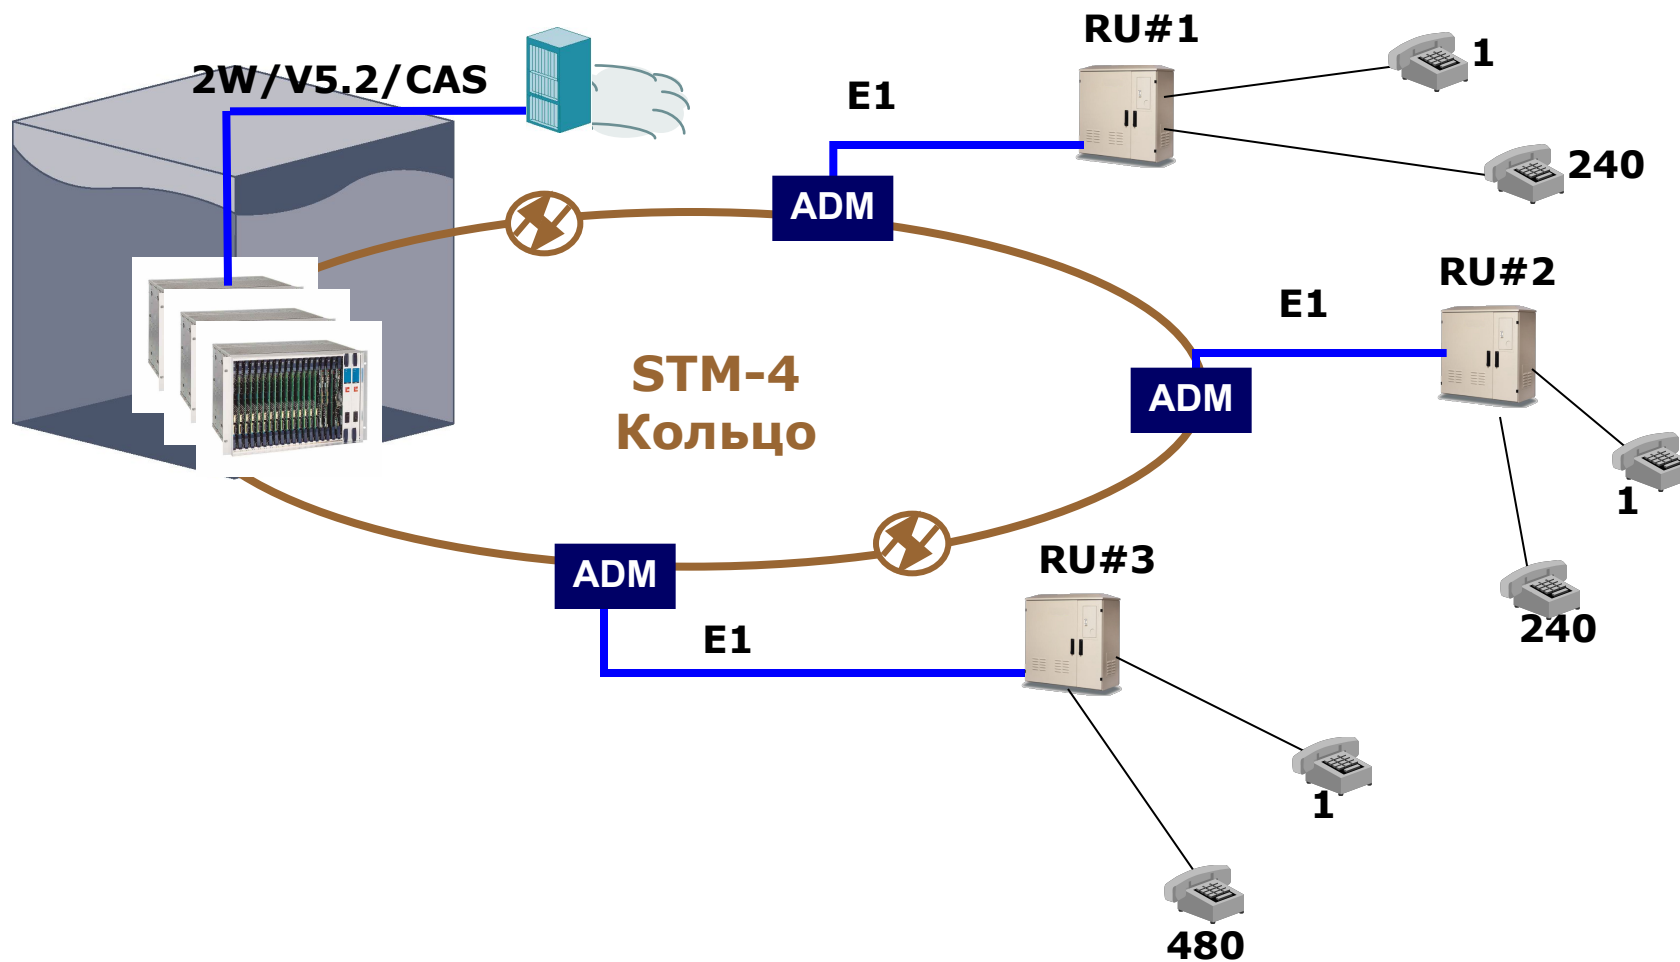 RU#1
1
2W/V5.2/CAS
E1
240
ADM
RU#2
E1
STM-4
Кольцо
ADM
1
RU#3
ADM
240
E1
1
480